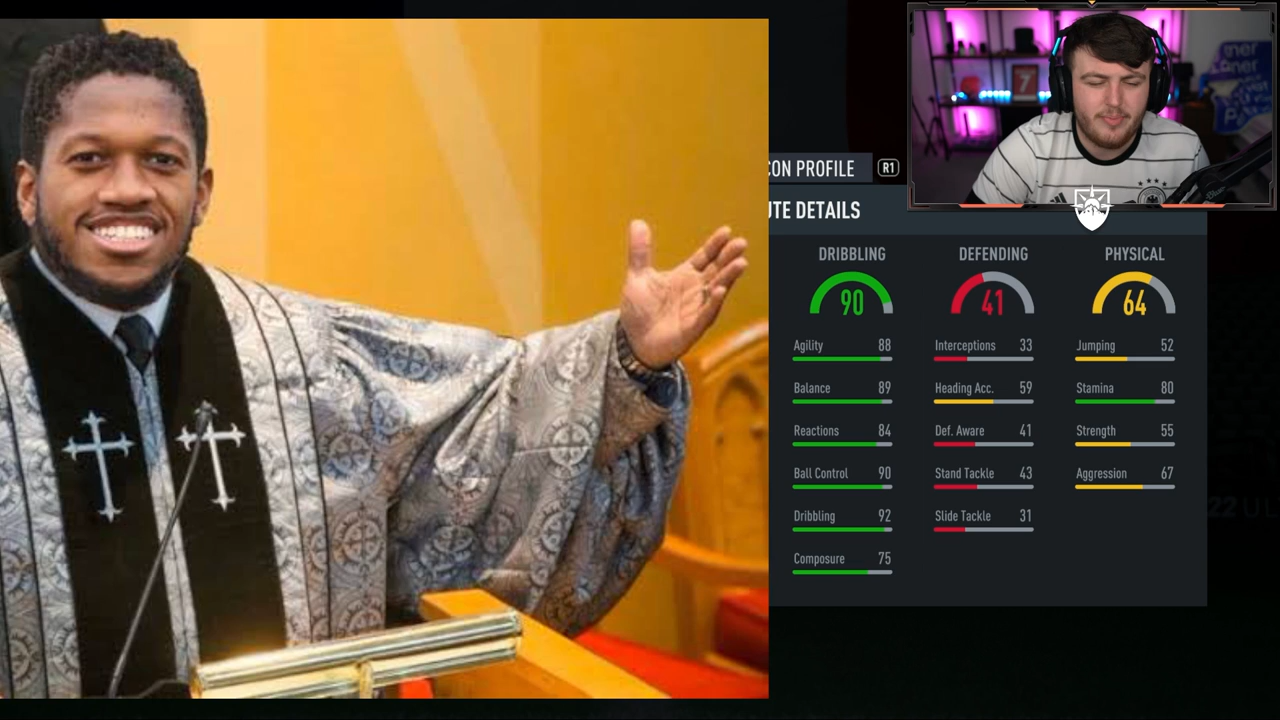 CON PROFILE R1
UTE DETAILS
DRIBBLING DEFENDING PHYSICAL
90 41 64
Agility 88 Interceptions 33 Jumping 52
Balance 89 Heading Acc. 59 Stamina 80
Reactions 84 Def. Aware 41 Strength 55
Ball Control 90 Stand Tackle 43 Aggression 67
Dribbling 92 Slide Tackle 31
Composure 75
7
22 U